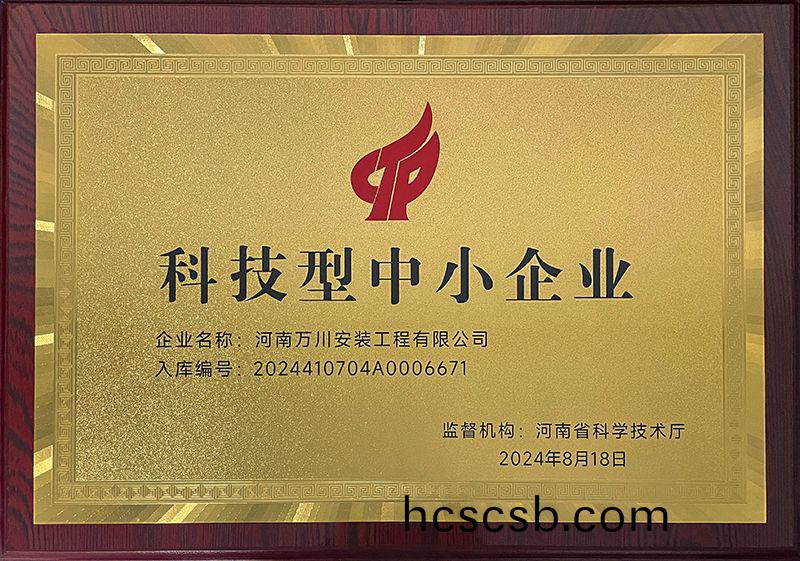 科技型中小企业
企业名称：河南万川安装工程有限公司
入库编号：2024410704A0006671
监督机构：河南省科学技术厅
2024年8月18日
hcscsb.com